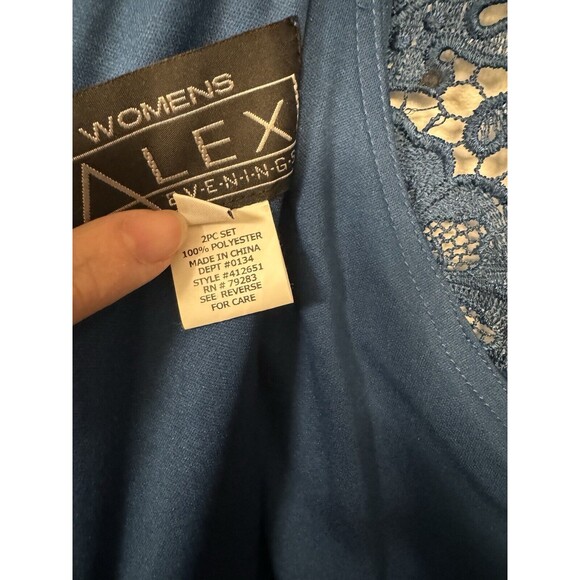 WOMENS
ALEX
E-V-E-N-I-N-G-S
2PC SET
100% POLYESTER
MADE IN CHINA
DEPT #0134
STYLE #412651
RN # 79283
SEE REVERSE
FOR CARE